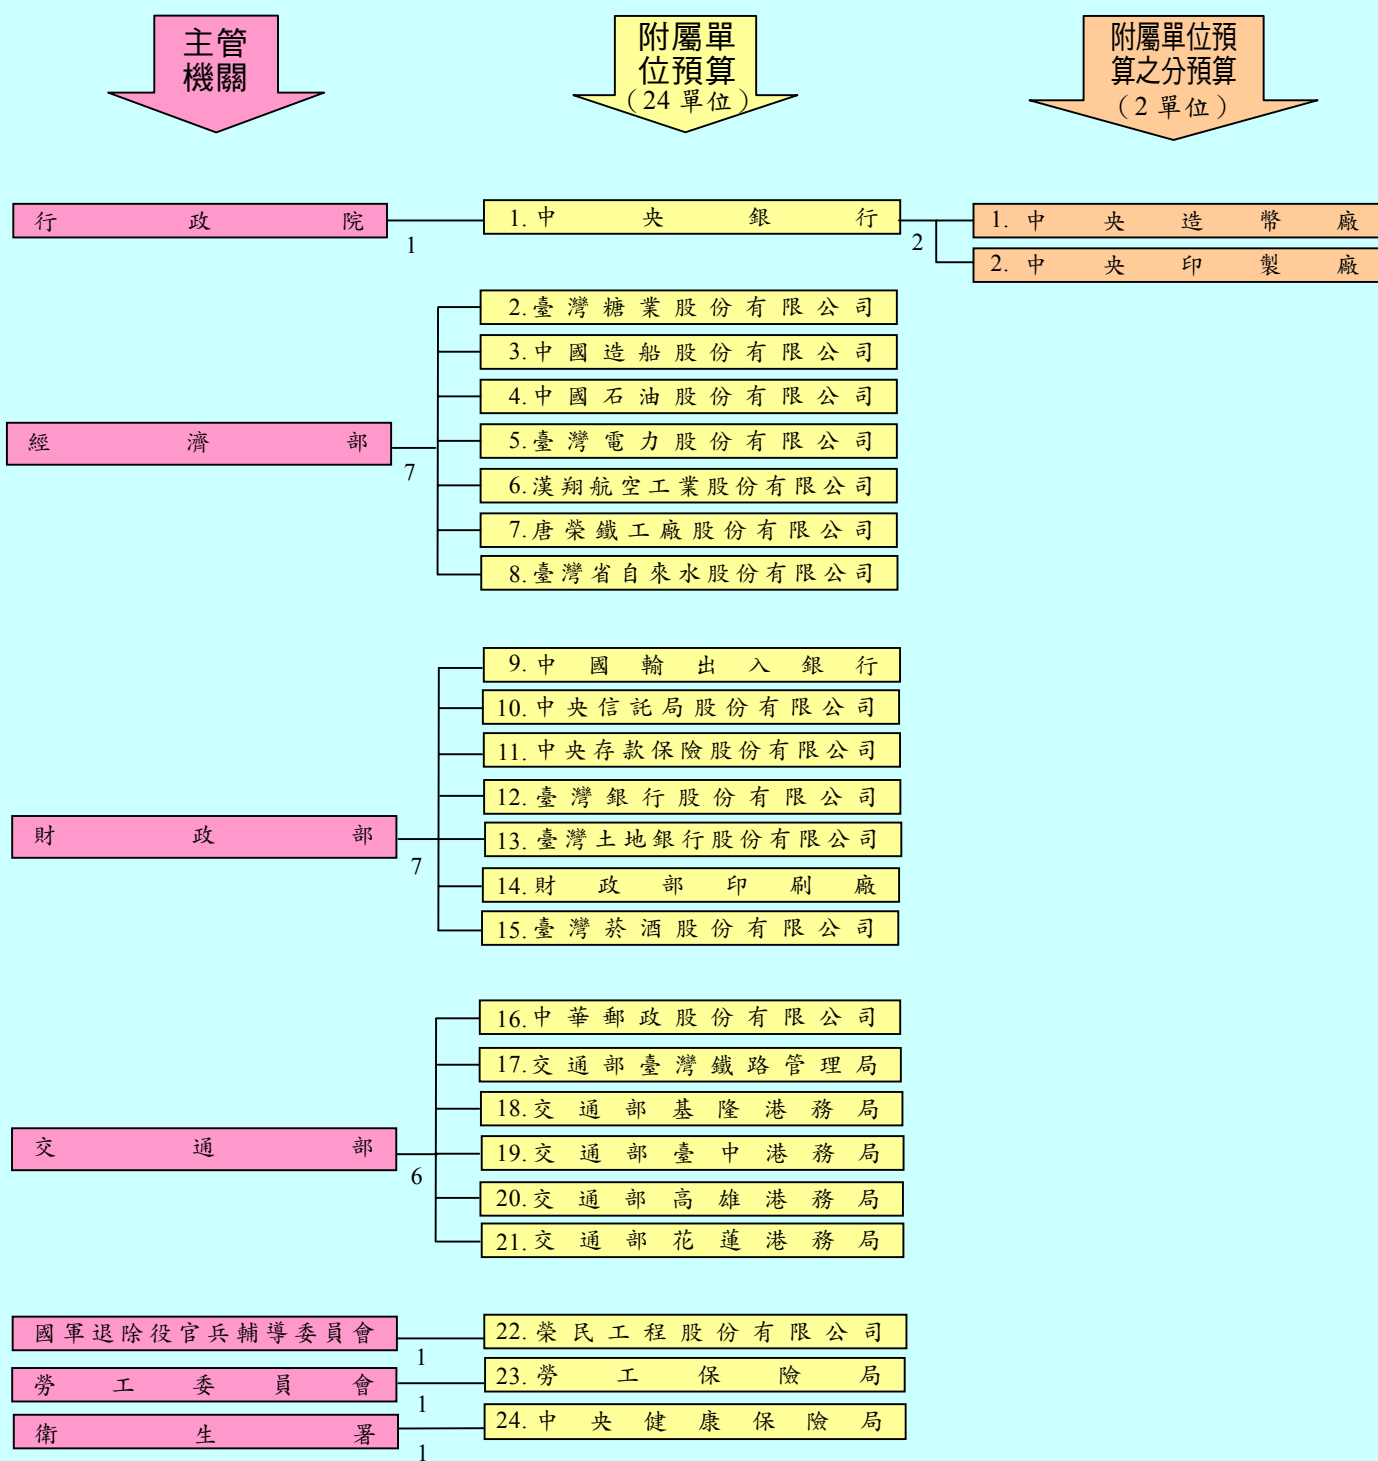 主管
機關
附屬單
位預算
(24單位)
附屬單位預
算之分預算
(2單位)
行政院
1
1.中央銀行
2
1.中央造幣廠
2.中央印製廠
經濟部
7
2.臺灣糖業股份有限公司
3.中國造船股份有限公司
4.中國石油股份有限公司
5.臺灣電力股份有限公司
6.漢翔航空工業股份有限公司
7.唐榮鐵工廠股份有限公司
8.臺灣省自來水股份有限公司
財政部
7
9.中國輸出入銀行
10.中央信託局股份有限公司
11.中央存款保險股份有限公司
12.臺灣銀行股份有限公司
13.臺灣土地銀行股份有限公司
14.財政部印刷廠
15.臺灣菸酒股份有限公司
交通部
6
16.中華郵政股份有限公司
17.交通部臺灣鐵路管理局
18.交通部基隆港務局
19.交通部臺中港務局
20.交通部高雄港務局
21.交通部花蓮港務局
國軍退除役官兵輔導委員會
1
22.榮民工程股份有限公司
勞工委員會
1
23.勞工保險局
衛生署
1
24.中央健康保險局